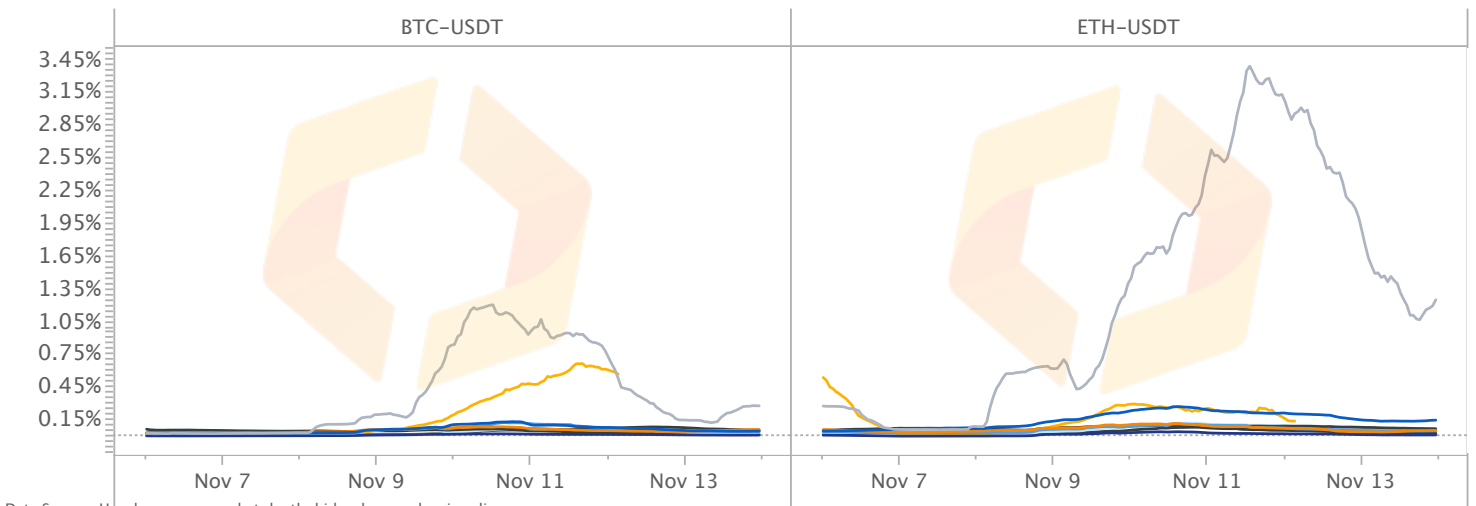 BTC–USDT
ETH–USDT
3.45%
3.15%
2.85%
2.55%
2.25%
1.95%
1.65%
1.35%
1.05%
0.75%
0.45%
0.15%
Nov 7
Nov 9
Nov 11
Nov 13
Nov 7
Nov 9
Nov 11
Nov 13